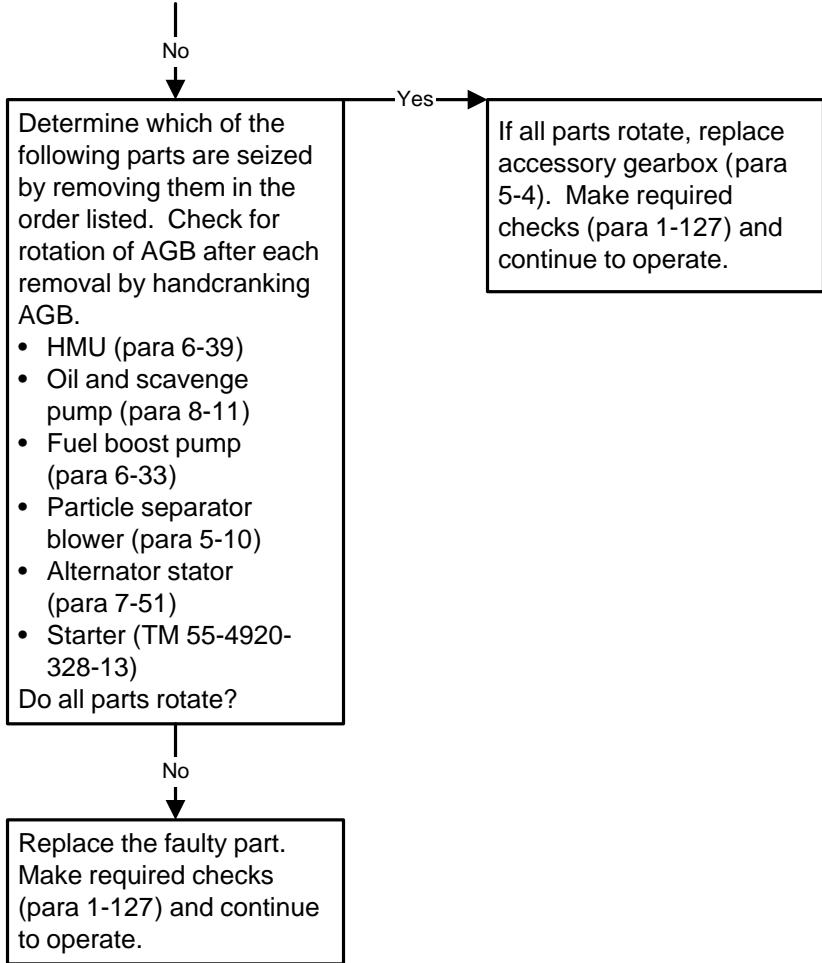 No
Determine which of the
following parts are seized
by removing them in the
order listed.  Check for
rotation of AGB after each
removal by handcranking
AGB.
• HMU (para 6-39)
• Oil and scavenge
pump (para 8-11)
• Fuel boost pump
(para 6-33)
• Particle separator
blower (para 5-10)
• Alternator stator
(para 7-51)
• Starter (TM 55-4920-
328-13)
Do all parts rotate?
Yes
If all parts rotate, replace
accessory gearbox (para
5-4).  Make required
checks (para 1-127) and
continue to operate.
No
Replace the faulty part.
Make required checks
(para 1-127) and continue
to operate.